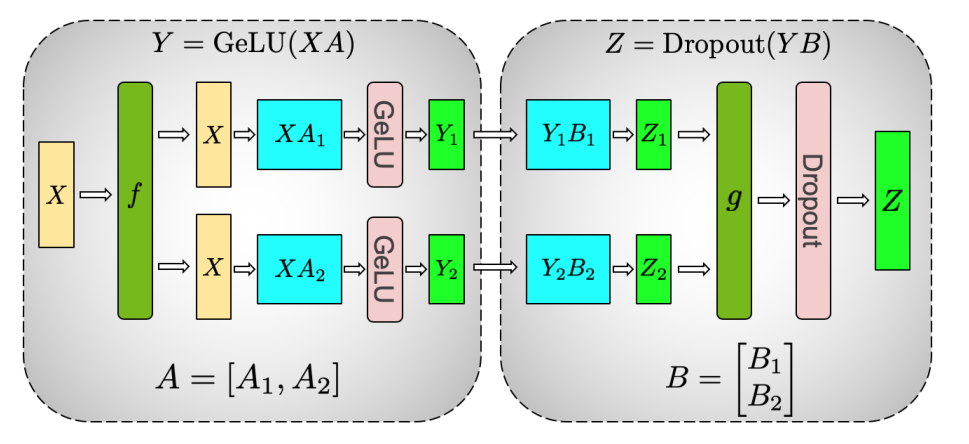 Y = GeLU(XA)
X
f
X
XA₁
GeLU
Y₁
X
XA₂
GeLU
Y₂
A = [A₁, A₂]
Z = Dropout(YB)
Y₁B₁
Z₁
Y₂B₂
Z₂
g
Dropout
Z
B = [B₁
B₂]